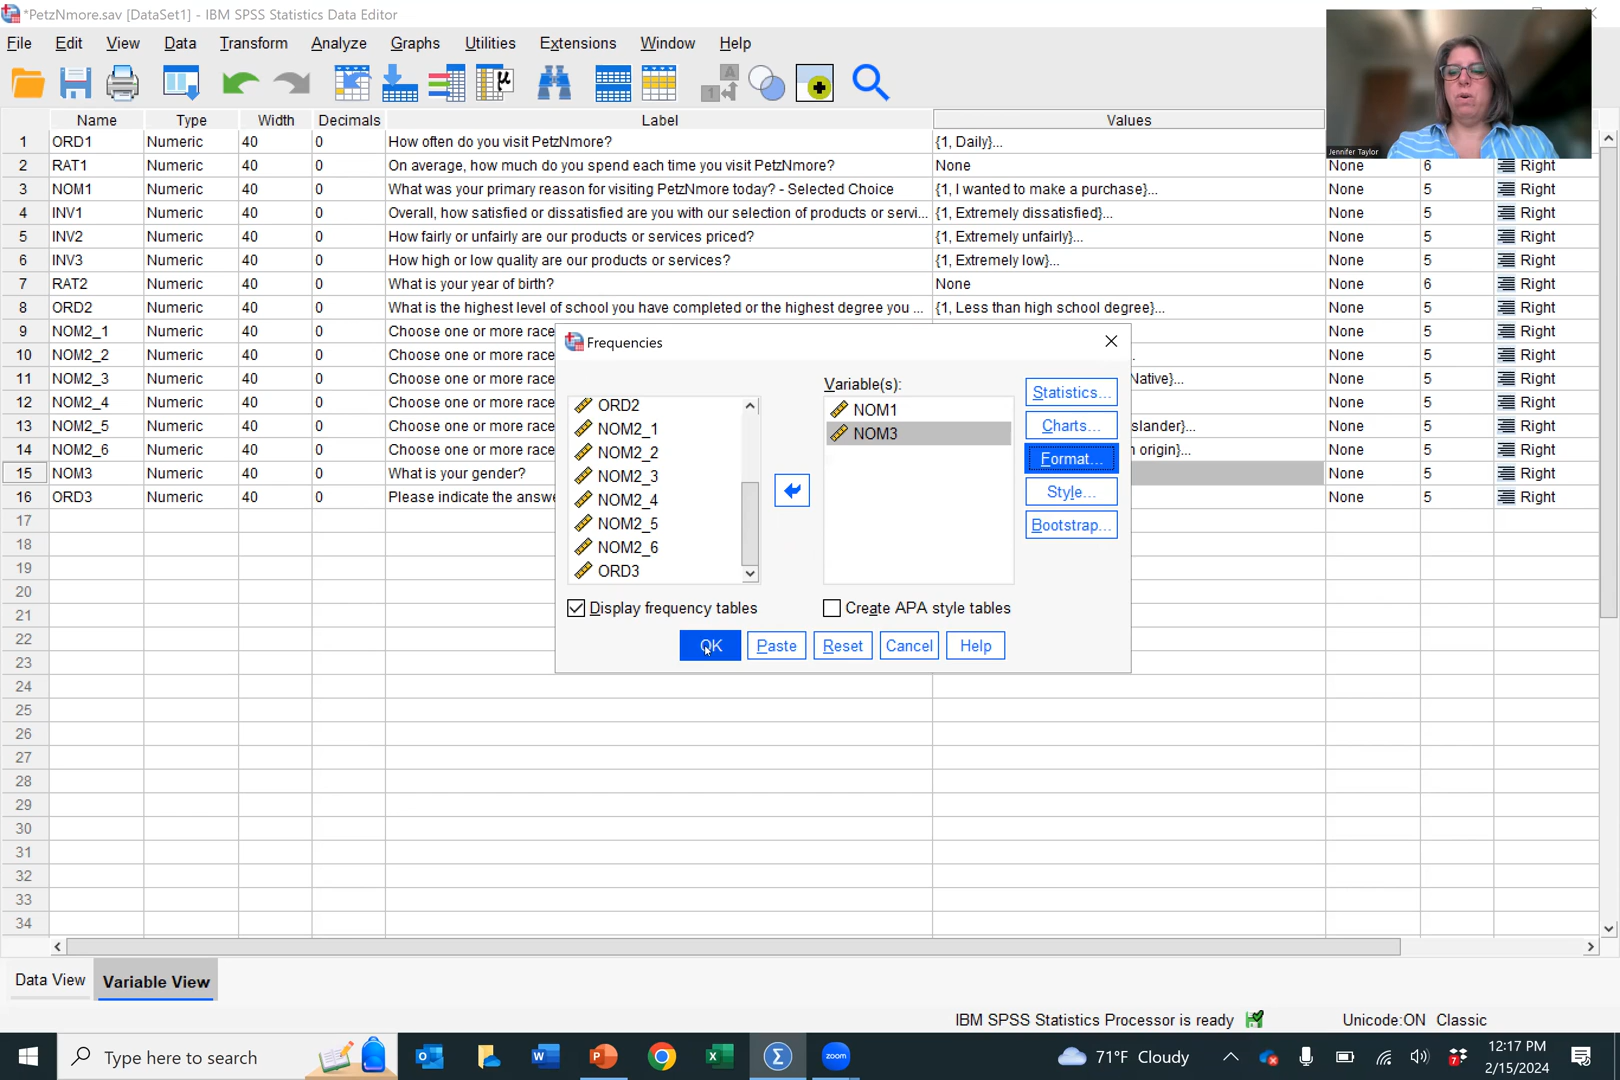 *PetzNmore.sav [DataSet1] - IBM SPSS Statistics Data Editor
File Edit View Data Transform Analyze Graphs Utilities Extensions Window Help
Jennifer Taylor
Name Type Width Decimals Label Values
1 ORD1 Numeric 40 0 How often do you visit PetzNmore? {1, Daily}...
2 RAT1 Numeric 40 0 On average, how much do you spend each time you visit PetzNmore? None None 6 Right
3 NOM1 Numeric 40 0 What was your primary reason for visiting PetzNmore today? - Selected Choice {1, I wanted to make a purchase}... None 5 Right
4 INV1 Numeric 40 0 Overall, how satisfied or dissatisfied are you with our selection of products or servi... {1, Extremely dissatisfied}... None 5 Right
5 INV2 Numeric 40 0 How fairly or unfairly are our products or services priced? {1, Extremely unfairly}... None 5 Right
6 INV3 Numeric 40 0 How high or low quality are our products or services? {1, Extremely low}... None 5 Right
7 RAT2 Numeric 40 0 What is your year of birth? None None 6 Right
8 ORD2 Numeric 40 0 What is the highest level of school you have completed or the highest degree you ... {1, Less than high school degree}... None 5 Right
9 NOM2_1 Numeric 40 0 Choose one or more race None 5 Right
10 NOM2_2 Numeric 40 0 Choose one or more race . None 5 Right
11 NOM2_3 Numeric 40 0 Choose one or more race Native}... None 5 Right
12 NOM2_4 Numeric 40 0 Choose one or more race None 5 Right
13 NOM2_5 Numeric 40 0 Choose one or more race slander}... None 5 Right
14 NOM2_6 Numeric 40 0 Choose one or more race n origin}... None 5 Right
15 NOM3 Numeric 40 0 What is your gender? None 5 Right
16 ORD3 Numeric 40 0 Please indicate the answe None 5 Right
17
18
19
20
21
22
23
24
25
26
27
28
29
30
31
32
33
34
Frequencies
Variable(s):
ORD2
NOM2_1
NOM2_2
NOM2_3
NOM2_4
NOM2_5
NOM2_6
ORD3
NOM1
NOM3
Statistics...
Charts...
Format...
Style...
Bootstrap...
Display frequency tables Create APA style tables
OK Paste Reset Cancel Help
Data View Variable View
IBM SPSS Statistics Processor is ready Unicode:ON Classic
Type here to search
zoom
71°F Cloudy
7
12:17 PM
2/15/2024